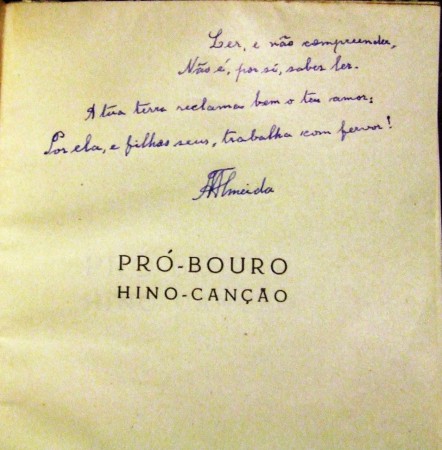 Ler, e não compreender,
Não é, por si, saber ler.
A tua terra reclama bem o teu amor;
Por ela, e filhos seus, trabalha com fervor!
Almeida
PRÓ-BOURO
HINO-CANÇÃO